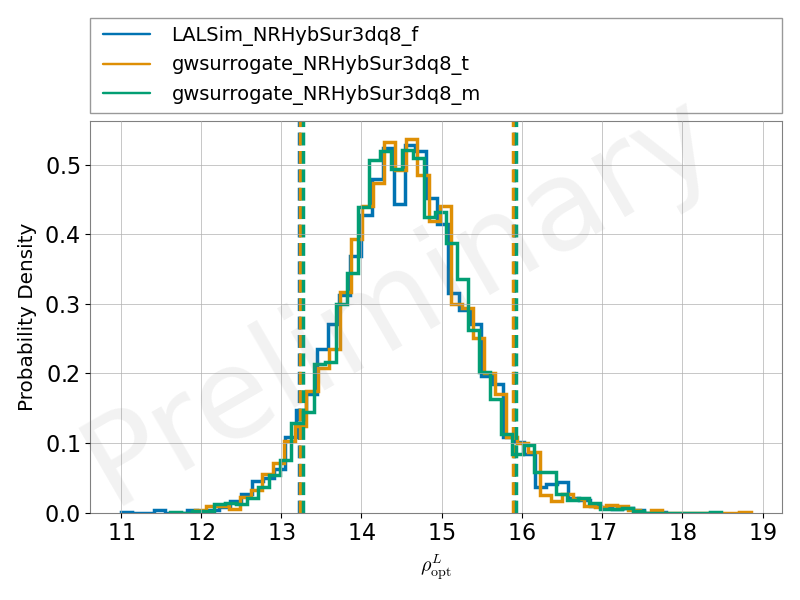 LALSim_NRHybSur3dq8_f
gwsurrogate_NRHybSur3dq8_t
gwsurrogate_NRHybSur3dq8_m
Preliminary
Probability Density
0.5
0.4
0.3
0.2
0.1
0.0
11 12 13 14 15 16 17 18 19
ρ^L_opt